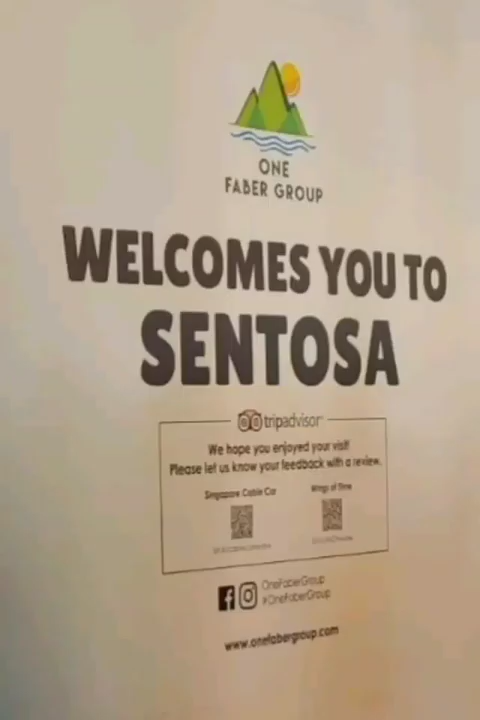 ONE
FABER GROUP
WELCOMES YOU TO
SENTOSA
tripadvisor
We hope you enjoyed your visit!
Please let us know your feedback with a review.
Singapore Cable Car
Wings of Time
OneFaberGroup
#OneFaberGroup
www.onefabergroup.com